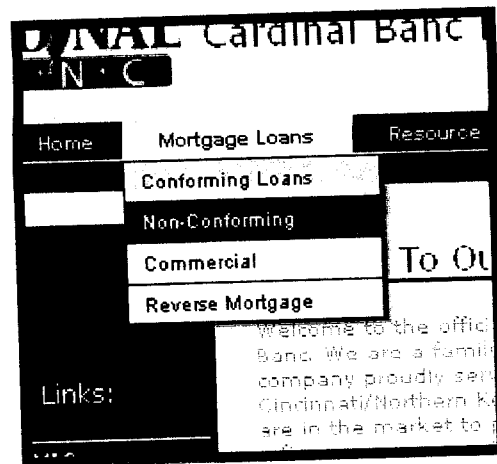 Cardinal Banc
N · C
Home Mortgage Loans Resource
Conforming Loans
Non-Conforming
Commercial
Reverse Mortgage
To Ou
Welcome to the offici
Banc. We are a famil
company proudly serv
Cincinnati/Northern K
are in the market to
Links: